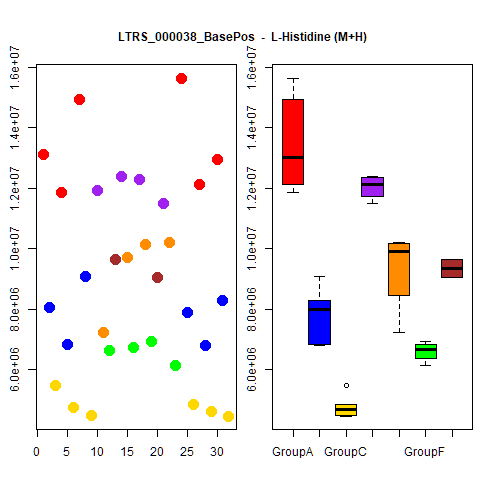 LTRS_000038_BasePos - L-Histidine (M+H)
1.6e+07
1.4e+07
1.2e+07
1.0e+07
8.0e+06
6.0e+06
0 5 10 15 20 25 30
1.6e+07
1.4e+07
1.2e+07
1.0e+07
8.0e+06
6.0e+06
GroupA GroupC GroupF